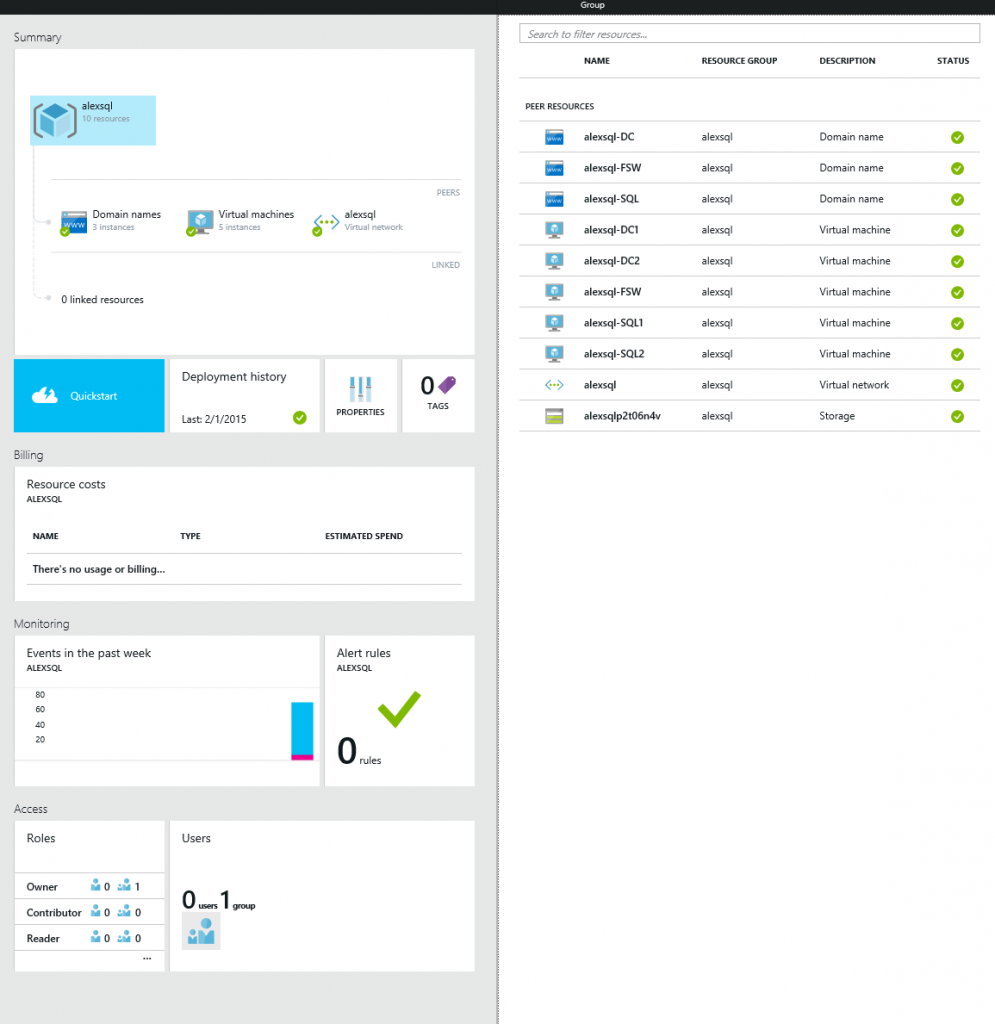 Group
Summary
alexsql
10 resources
PEERS
Domain names
3 instances
Virtual machines
5 instances
alexsql
Virtual network
LINKED
0 linked resources
Quickstart
Deployment history
Last: 2/1/2015
PROPERTIES
0
TAGS
Billing
Resource costs
ALEXSQL
NAME TYPE ESTIMATED SPEND
There's no usage or billing...
Monitoring
Events in the past week
ALEXSQL
80
60
40
20
Alert rules
ALEXSQL
0 rules
Access
Roles
Owner 0 1
Contributor 0 0
Reader 0 0
...
Users
0 users 1 group
Search to filter resources...
NAME RESOURCE GROUP DESCRIPTION STATUS
PEER RESOURCES
www alexsql-DC alexsql Domain name
www alexsql-FSW alexsql Domain name
www alexsql-SQL alexsql Domain name
alexsql-DC1 alexsql Virtual machine
alexsql-DC2 alexsql Virtual machine
alexsql-FSW alexsql Virtual machine
alexsql-SQL1 alexsql Virtual machine
alexsql-SQL2 alexsql Virtual machine
alexsql alexsql Virtual network
alexsqlp2t06n4v alexsql Storage